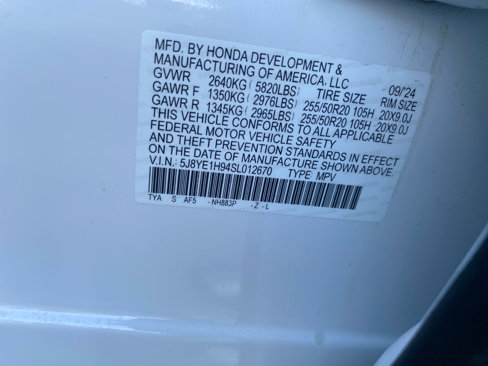 MFD. BY HONDA DEVELOPMENT &
MANUFACTURING OF AMERICA, LLC 09/24
GVWR 2640KG ( 5820LBS) TIRE SIZE RIM SIZE
GAWR F 1350KG ( 2976LBS) 255/50R20 105H 20X9.0J
GAWR R 1345KG ( 2965LBS) 255/50R20 105H 20X9.0J
THIS VEHICLE CONFORMS TO ALL APPLICABLE
FEDERAL MOTOR VEHICLE SAFETY
AND THEFT PREVENTION STANDARDS IN EFFECT
ON THE DATE OF MANUFACTURE SHOWN ABOVE.
V.I.N.: 5J8YE1H94SL012670 TYPE: MPV
TYA S AF5 - NH883P - Z - L